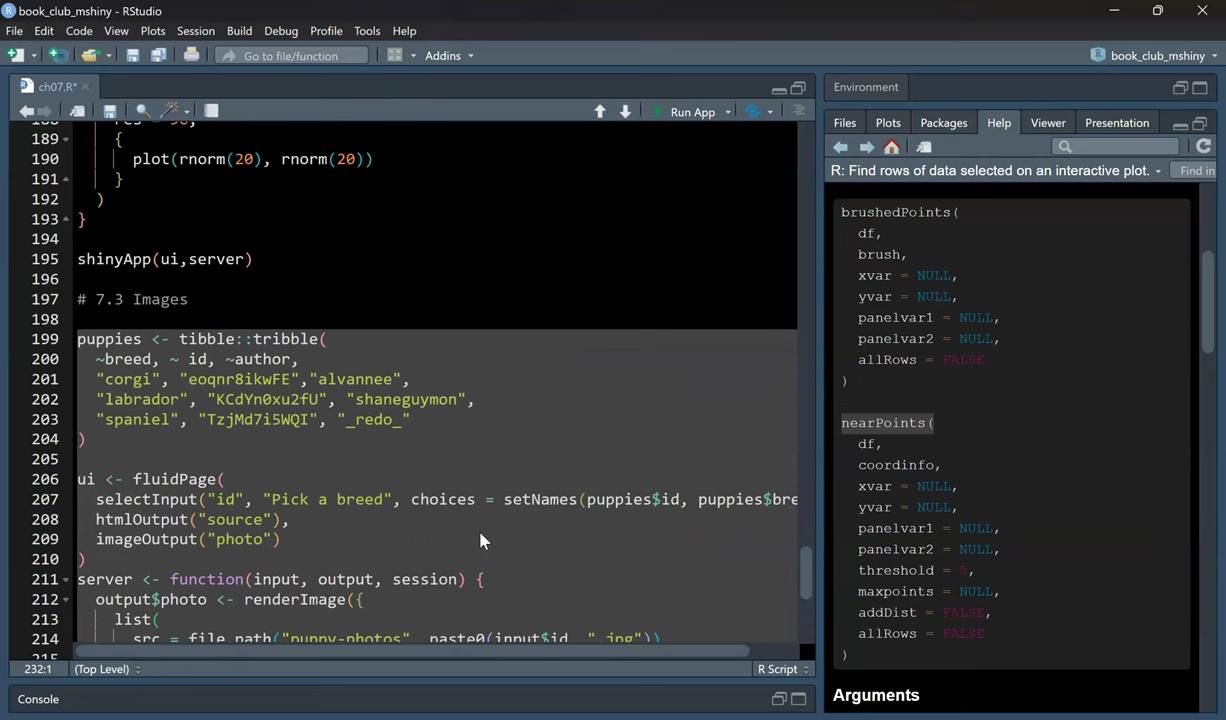 book_club_mshiny - RStudio
File Edit Code View Plots Session Build Debug Profile Tools Help
Go to file/function
Addins
book_club_mshiny
ch07.R*
Run App
189
{
190
plot(rnorm(20), rnorm(20))
191
}
192
)
193
}
194
195
shinyApp(ui,server)
196
197
# 7.3 Images
198
199
puppies <- tibble::tribble(
200
~breed, ~ id, ~author,
201
"corgi", "eoqnr8ikwFE","alvannee",
202
"labrador", "KCdYn0xu2fU", "shaneguymon",
203
"spaniel", "TzjMd7i5WQI", "_redo_"
204
)
205
206
ui <- fluidPage(
207
selectInput("id", "Pick a breed", choices = setNames(puppies$id, puppies$bre
208
htmlOutput("source"),
209
imageOutput("photo")
210
)
211
server <- function(input, output, session) {
212
output$photo <- renderImage({
213
list(
214
src = file.path("puppy-photos", paste0(input$id, ".jpg"))
232:1
(Top Level)
R Script
Console
Environment
Files Plots Packages Help Viewer Presentation
R: Find rows of data selected on an interactive plot.
Find in
brushedPoints(
df,
brush,
xvar = NULL,
yvar = NULL,
panelvar1 = NULL,
panelvar2 = NULL,
allRows = FALSE
)
nearPoints(
df,
coordinfo,
xvar = NULL,
yvar = NULL,
panelvar1 = NULL,
panelvar2 = NULL,
threshold = 5,
maxpoints = NULL,
addDist = FALSE,
allRows = FALSE
)
Arguments